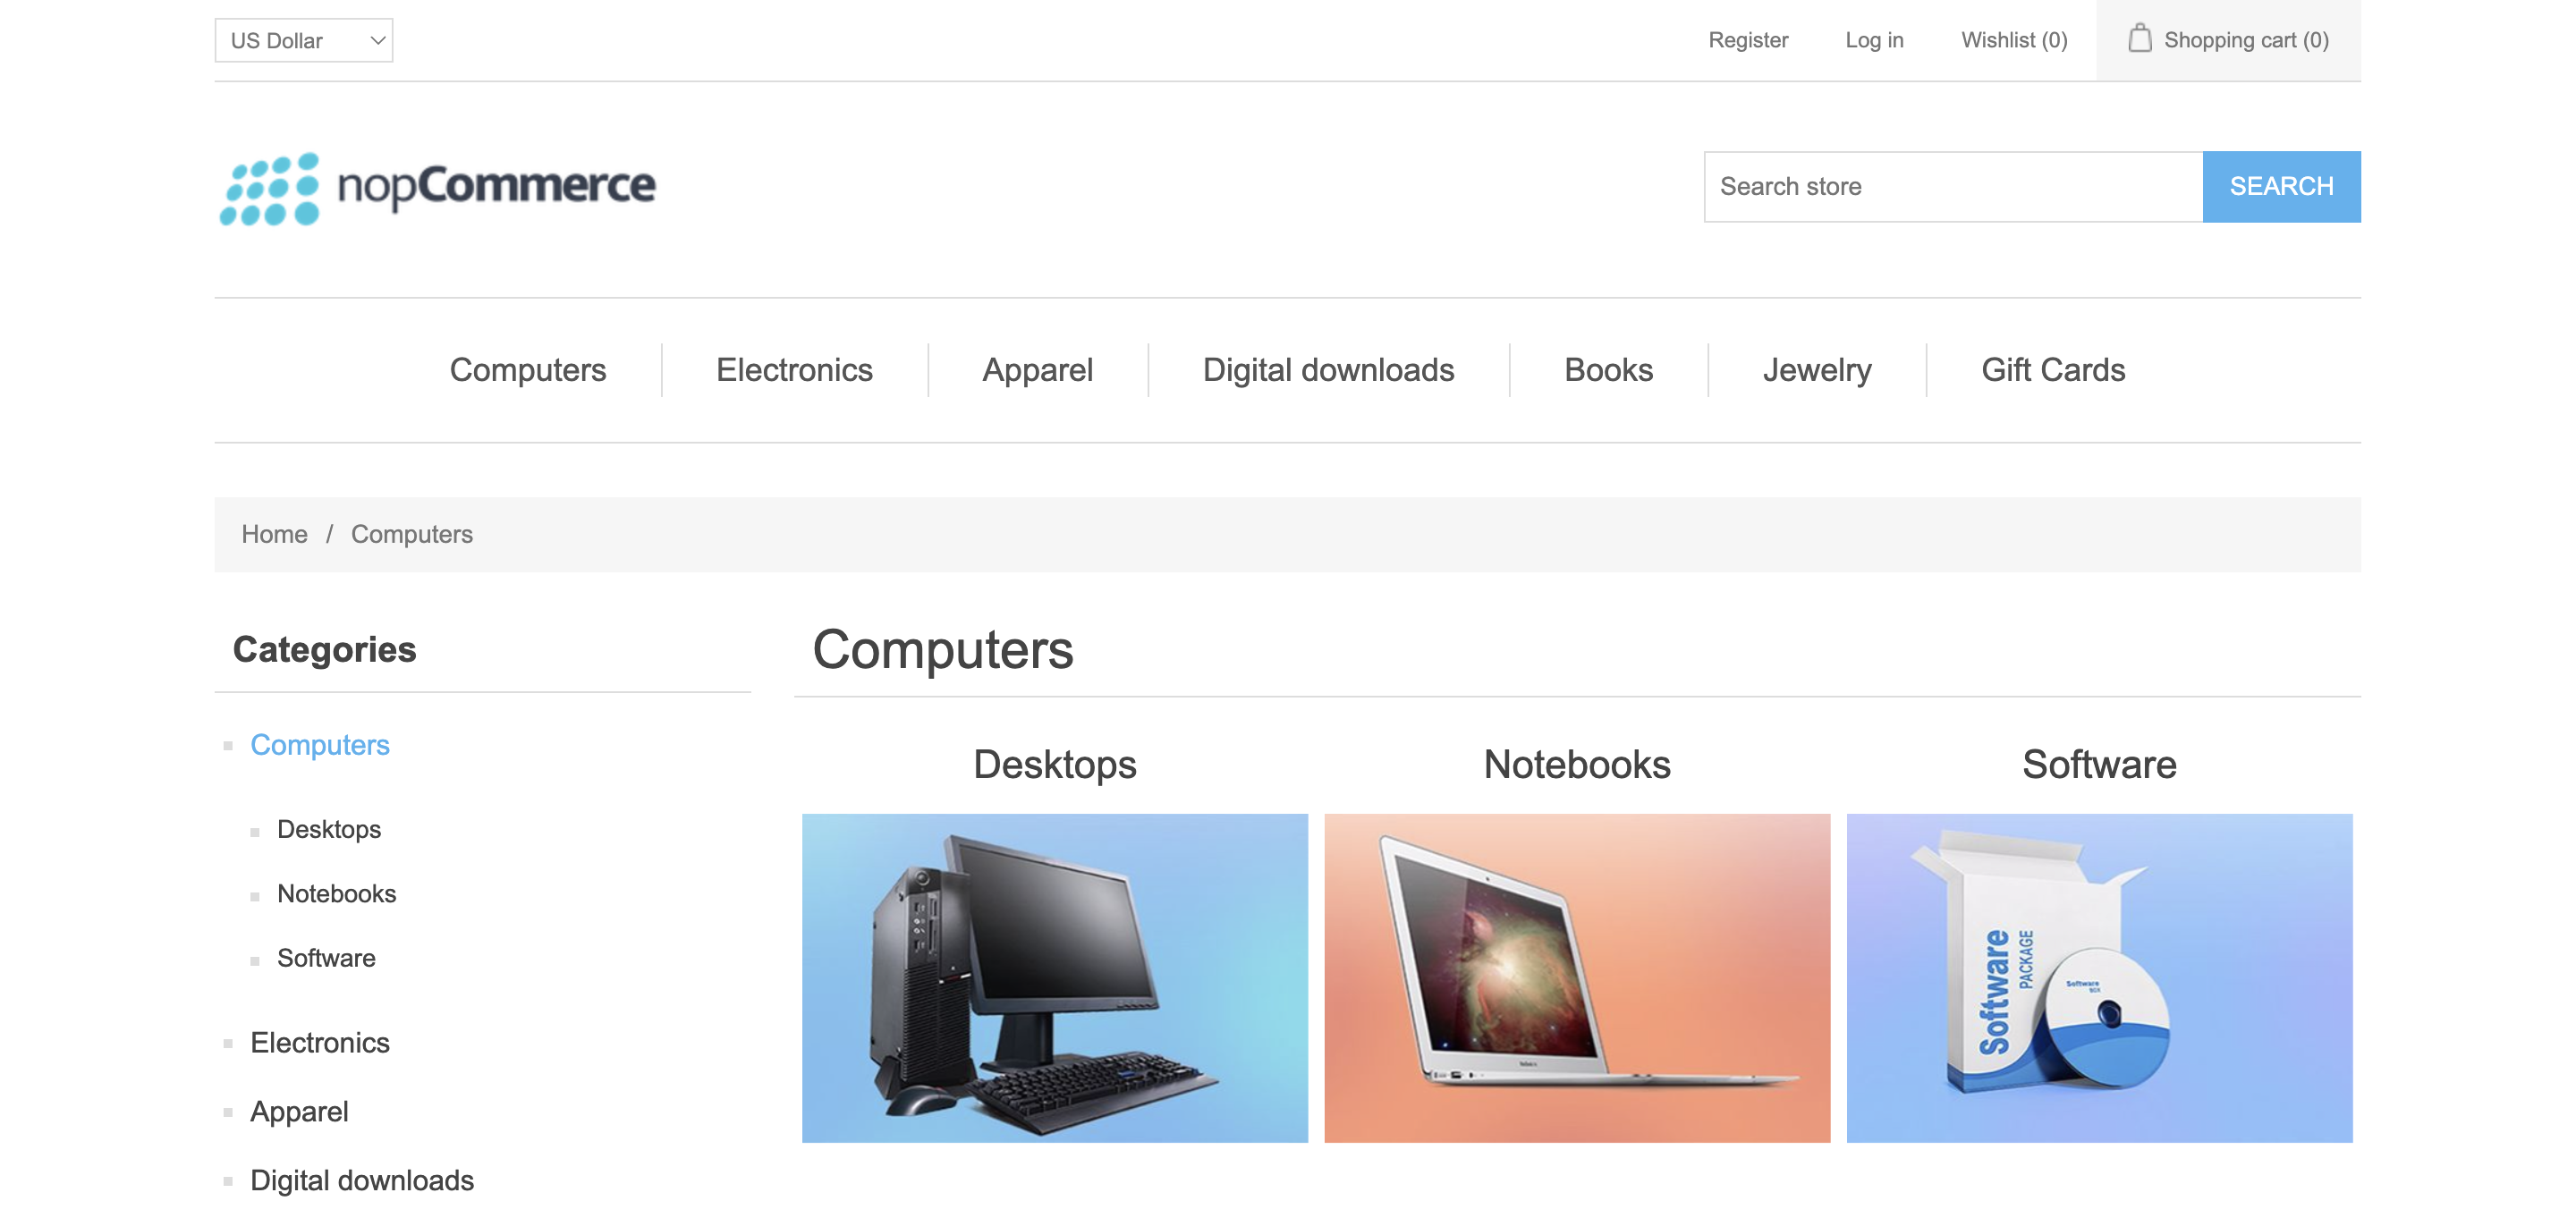 US Dollar
Register
Log in
Wishlist (0)
Shopping cart (0)
nopCommerce
Search store
SEARCH
Computers
Electronics
Apparel
Digital downloads
Books
Jewelry
Gift Cards
Home / Computers
Categories
Computers
Desktops
Notebooks
Software
Electronics
Apparel
Digital downloads
Computers
Desktops
Notebooks
Software
Software
PACKAGE
Software
BOX